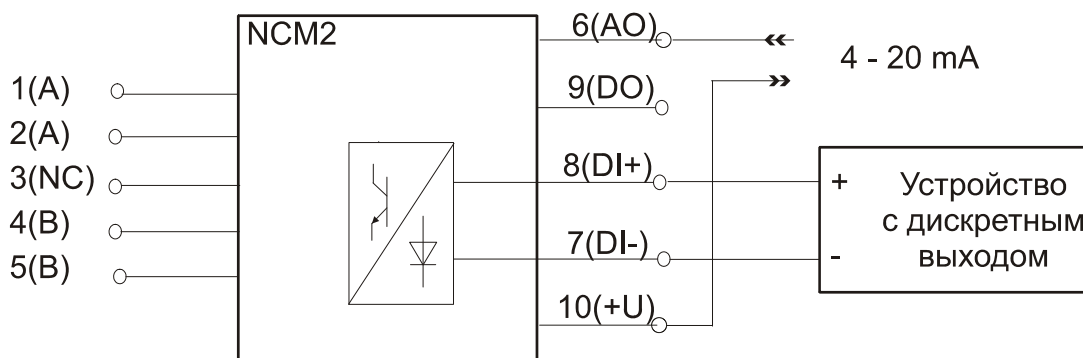 NCM2
1(A)
2(A)
3(NC)
4(B)
5(B)
6(AO)
9(DO)
8(DI+)
7(DI-)
10(+U)
4 - 20 mA
+
-
Устройство
с дискретным
выходом